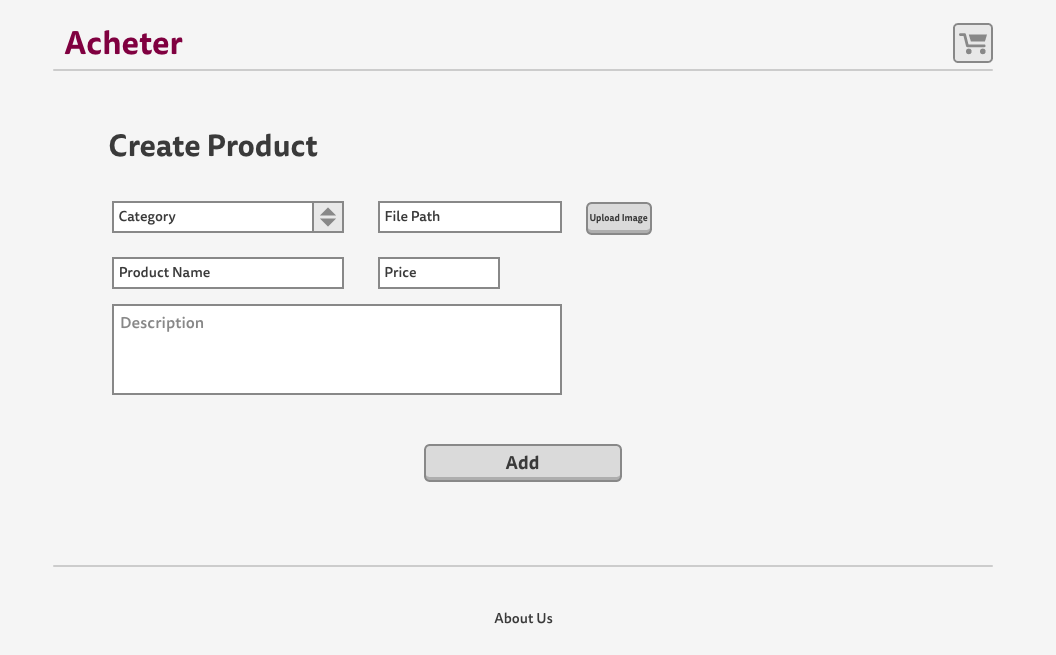 Acheter
Create Product
Category
File Path
Upload Image
Product Name
Price
Description
Add
About Us